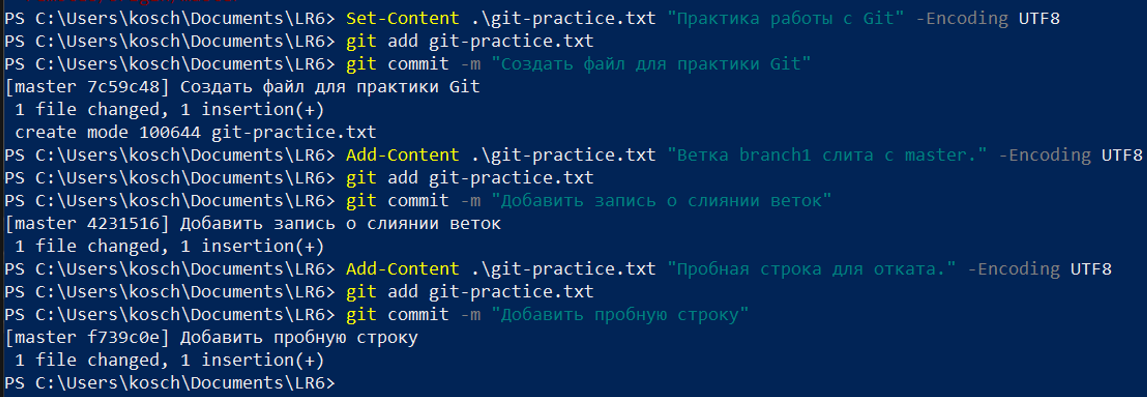 PS C:\Users\kosch\Documents\LR6> Set-Content .\git-practice.txt "Практика работы с Git" -Encoding UTF8
PS C:\Users\kosch\Documents\LR6> git add git-practice.txt
PS C:\Users\kosch\Documents\LR6> git commit -m "Создать файл для практики Git"
[master 7c59c48] Создать файл для практики Git
 1 file changed, 1 insertion(+)
 create mode 100644 git-practice.txt
PS C:\Users\kosch\Documents\LR6> Add-Content .\git-practice.txt "Ветка branch1 слита с master." -Encoding UTF8
PS C:\Users\kosch\Documents\LR6> git add git-practice.txt
PS C:\Users\kosch\Documents\LR6> git commit -m "Добавить запись о слиянии веток"
[master 4231516] Добавить запись о слиянии веток
 1 file changed, 1 insertion(+)
PS C:\Users\kosch\Documents\LR6> Add-Content .\git-practice.txt "Пробная строка для отката." -Encoding UTF8
PS C:\Users\kosch\Documents\LR6> git add git-practice.txt
PS C:\Users\kosch\Documents\LR6> git commit -m "Добавить пробную строку"
[master f739c0e] Добавить пробную строку
 1 file changed, 1 insertion(+)
PS C:\Users\kosch\Documents\LR6>